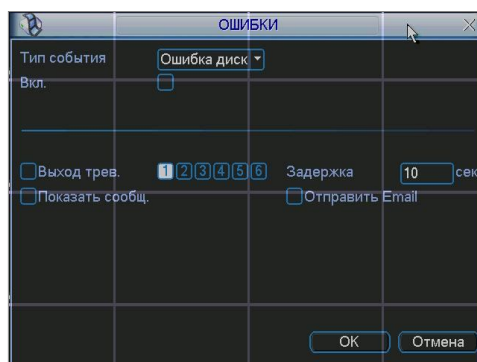 ОШИБКИ
Тип события Ошибка диск
Вкл.
Выход трев. 1 2 3 4 5 6 Задержка 10 сек
Показать сообщ. Отправить Email
OK Отмена